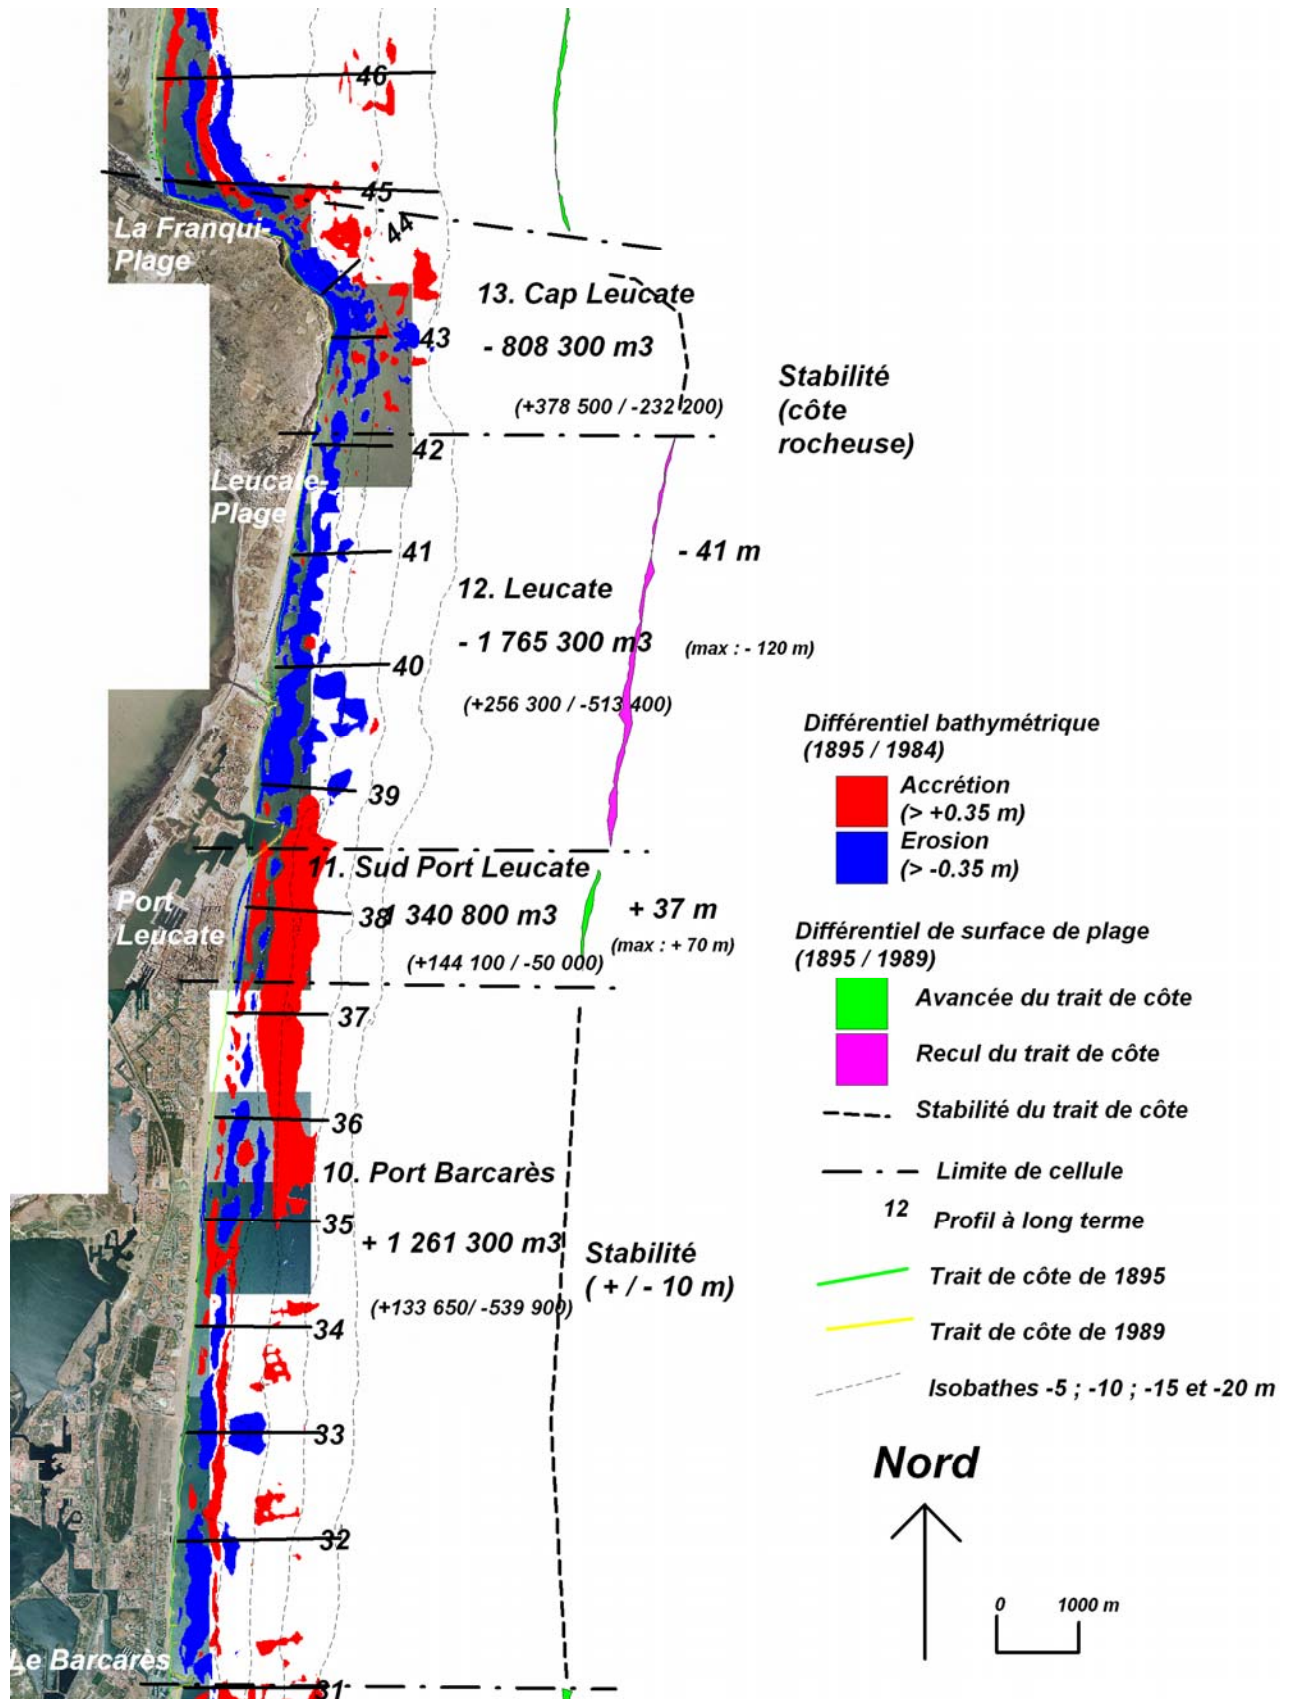 46
45
44
La Franqui-
Plage
13. Cap Leucate
43
- 808 300 m3
Stabilité
(côte
rocheuse)
(+378 500 / -232 200)
42
Leucate-
Plage
41
- 41 m
12. Leucate
- 1 765 300 m3
(max : - 120 m)
40
(+256 300 / -513 400)
39
11. Sud Port Leucate
Port
Leucate
38
1 340 800 m3
+ 37 m
(max : + 70 m)
(+144 100 / -50 000)
37
36
10. Port Barcarès
35
+ 1 261 300 m3
Stabilité
( + / - 10 m)
(+133 650/ -539 900)
34
33
32
Le Barcarès
31
Différentiel bathymétrique
(1895 / 1984)
Accrétion
(> +0.35 m)
Erosion
(> -0.35 m)
Différentiel de surface de plage
(1895 / 1989)
Avancée du trait de côte
Recul du trait de côte
Stabilité du trait de côte
Limite de cellule
12 Profil à long terme
Trait de côte de 1895
Trait de côte de 1989
Isobathes -5 ; -10 ; -15 et -20 m
Nord
0 1000 m